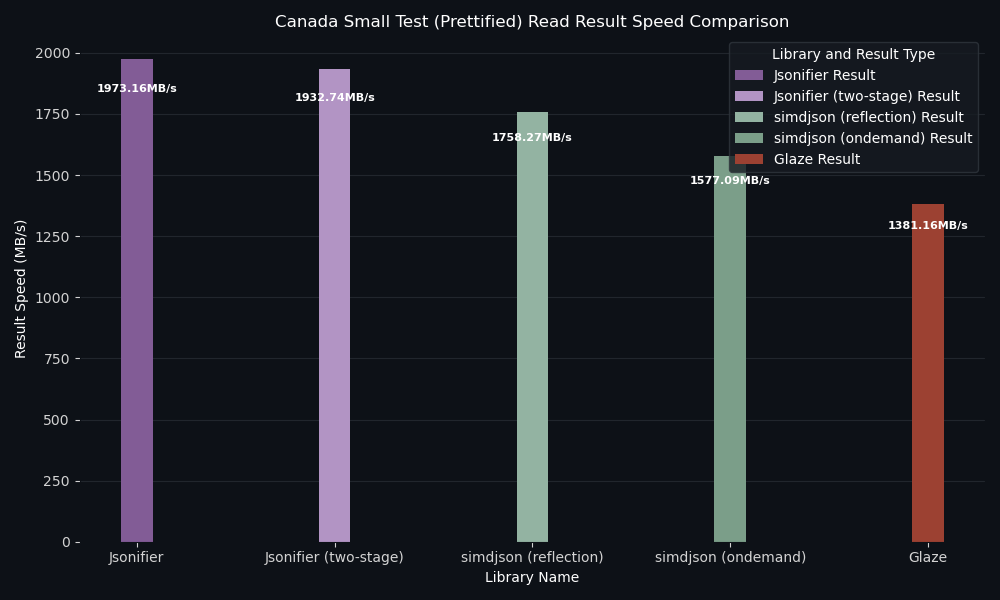 Canada Small Test (Prettified) Read Result Speed Comparison
Library and Result Type
Jsonifier Result
Jsonifier (two-stage) Result
simdjson (reflection) Result
simdjson (ondemand) Result
Glaze Result
Result Speed (MB/s)
2000
1750
1500
1250
1000
750
500
250
0
1973.16MB/s
1932.74MB/s
1758.27MB/s
1577.09MB/s
1381.16MB/s
Jsonifier
Jsonifier (two-stage)
simdjson (reflection)
simdjson (ondemand)
Glaze
Library Name